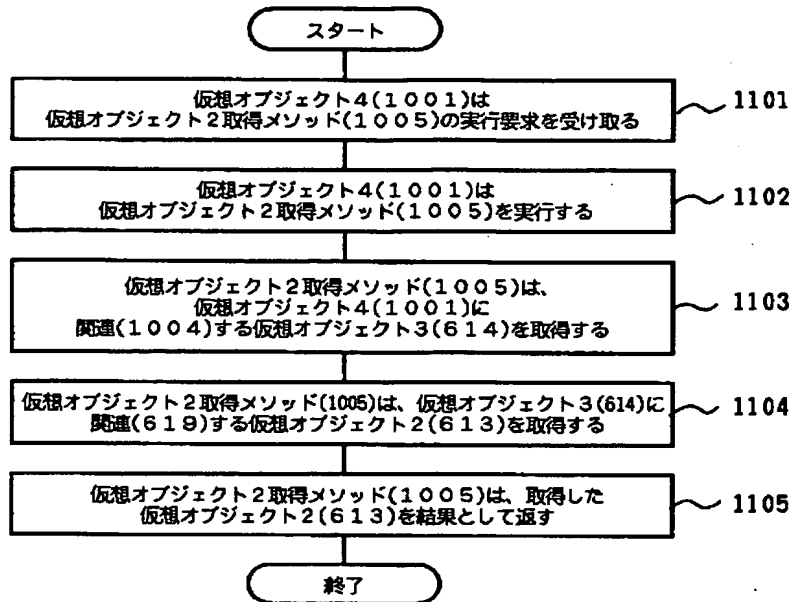 スタート
仮想オブジェクト4(1001)は
仮想オブジェクト2取得メソッド(1005)の実行要求を受け取る
1101
仮想オブジェクト4(1001)は
仮想オブジェクト2取得メソッド(1005)を実行する
1102
仮想オブジェクト2取得メソッド(1005)は、
仮想オブジェクト4(1001)に
関連(1004)する仮想オブジェクト3(614)を取得する
1103
仮想オブジェクト2取得メソッド(1005)は、仮想オブジェクト3(614)に
関連(619)する仮想オブジェクト2(613)を取得する
1104
仮想オブジェクト2取得メソッド(1005)は、取得した
仮想オブジェクト2(613)を結果として返す
1105
終了